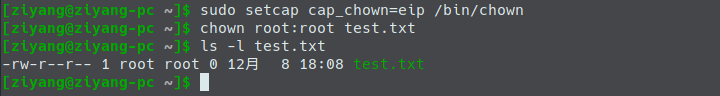 [ziyang@ziyang-pc ~]$ sudo setcap cap_chown=eip /bin/chown
[ziyang@ziyang-pc ~]$ chown root:root test.txt
[ziyang@ziyang-pc ~]$ ls -l test.txt
-rw-r--r-- 1 root root 0 12月  8 18:08 test.txt
[ziyang@ziyang-pc ~]$